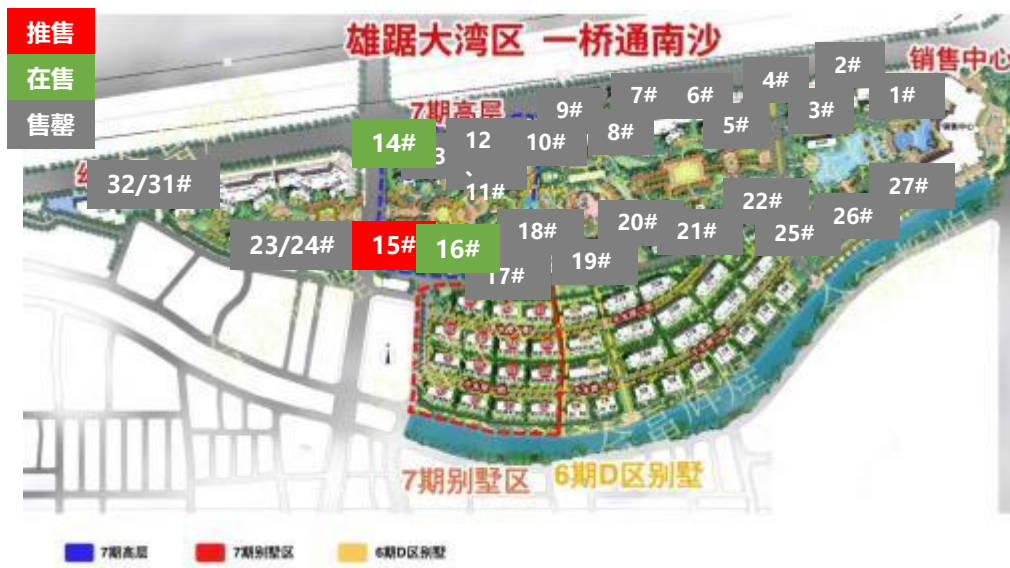 推售
在售
售罄
雄踞大湾区 一桥通南沙
销售中心
7期高层
1#
2#
3#
4#
5#
6#
7#
8#
9#
10#
12
、
11#
3
14#
32/31#
23/24#
15#
16#
17#
18#
19#
20#
21#
22#
25#
26#
27#
7期别墅区
6期D区别墅
7期高层
7期别墅区
6期D区别墅